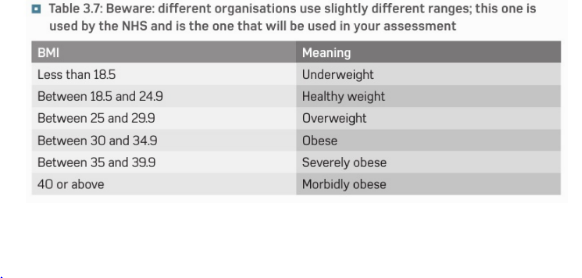 Table 3.7: Beware: different organisations use slightly different ranges; this one is
used by the NHS and is the one that will be used in your assessment
BMI Meaning
Less than 18.5 Underweight
Between 18.5 and 24.9 Healthy weight
Between 25 and 29.9 Overweight
Between 30 and 34.9 Obese
Between 35 and 39.9 Severely obese
40 or above Morbidly obese
.